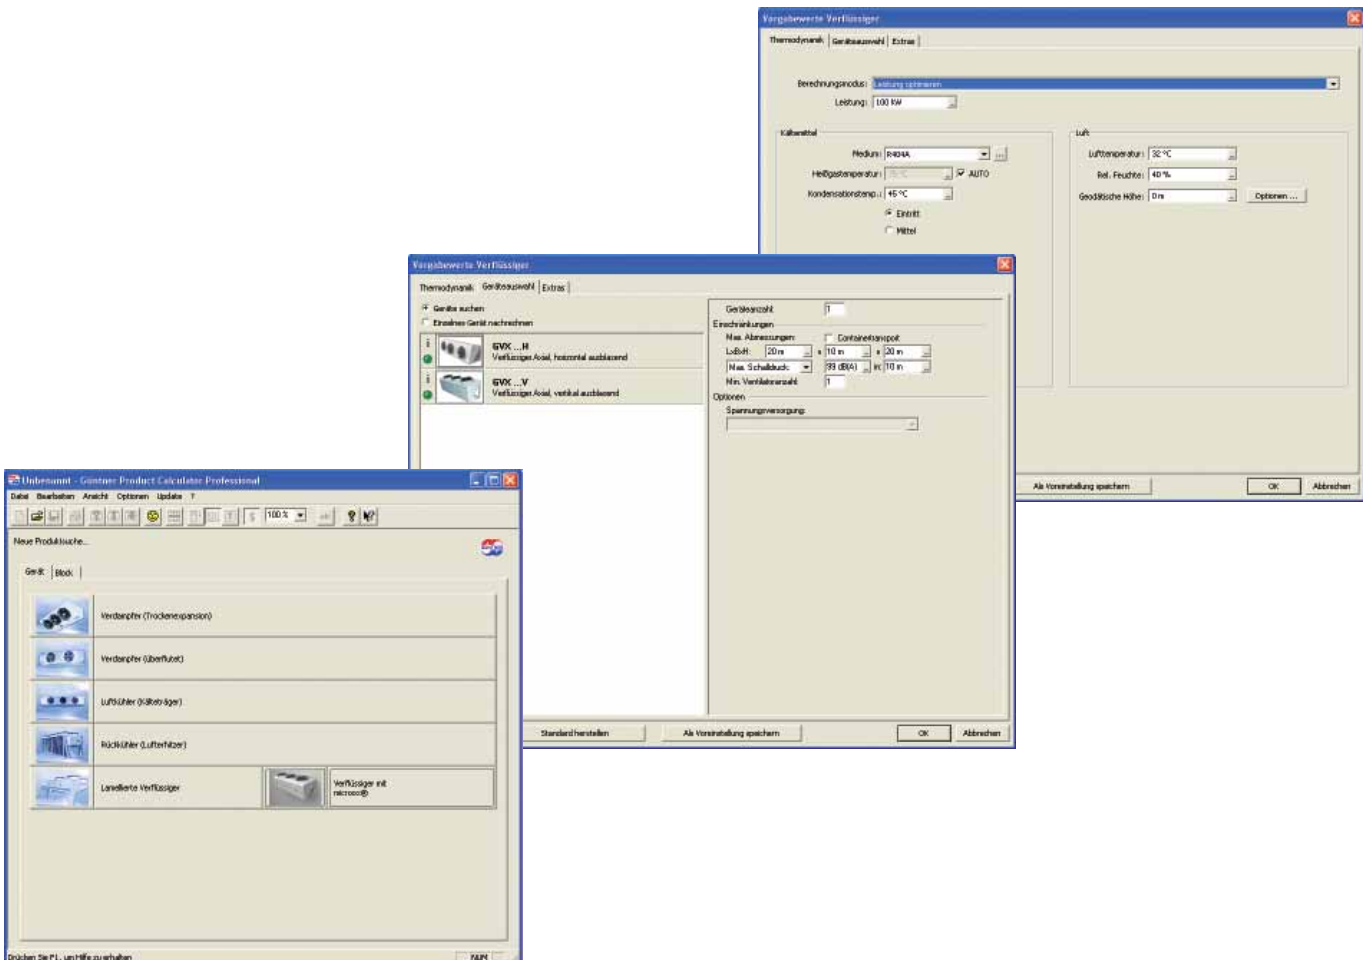 Vorgabewerte Verflüssiger
Thermodynamik Geräteauswahl Extras
Berechnungsmodus: Leistung optimieren
Leistung: 100 kW
Kältemittel
Medium: R404A
Heißgastemperatur: AUTO
Kondensationstemp.: 45 °C
Eintritt
Mittel
Luft
Lufttemperatur: 32 °C
Rel. Feuchte: 40 %
Geodätische Höhe: 0 m Optionen ...
Als Voreinstellung speichern OK Abbrechen
Vorgabewerte Verflüssiger
Thermodynamik Geräteauswahl Extras
Geräte suchen
Einzelnes Gerät nachrechnen
GVX ...H
Verflüssiger Axial, horizontal ausblasend
GVX ...V
Verflüssiger Axial, vertikal ausblasend
Geräteanzahl: 1
Einschränkungen
Max. Abmessungen: Containertransport
LxBxH: 20 m x 10 m x 20 m
Max. Schalldruck: 99 dB(A) in: 10 m
Min. Ventilatoranzahl: 1
Optionen
Spannungsversorgung:
Standard herstellen Als Voreinstellung speichern OK Abbrechen
Unbenannt - Güntner Product Calculator Professional
Datei Bearbeiten Ansicht Optionen Update ?
100 %
Neue Produktsuche...
Gerät Block
Verdampfer (Trockenexpansion)
Verdampfer (überflutet)
Luftkühler (Kälteträger)
Rückkühler (Lufterhitzer)
Lamellierte Verflüssiger
Verflüssiger mit
microox®
Drücken Sie F1, um Hilfe zu erhalten NUM